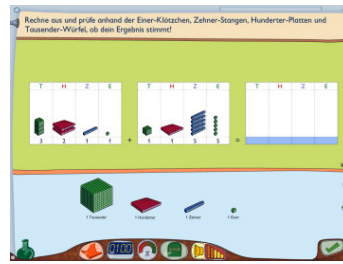 Rechne aus und prüfe anhand der Einer-Klötzchen, Zehner-Stangen, Hunderter-Platten und
Tausender-Würfel, ob dein Ergebnis stimmt!
T H Z E T H Z E T H Z E
3 2 1 1 + 1 1 5 5 =
1 Tausender 1 Hunderter 1 Zehner 1 Einer
0100